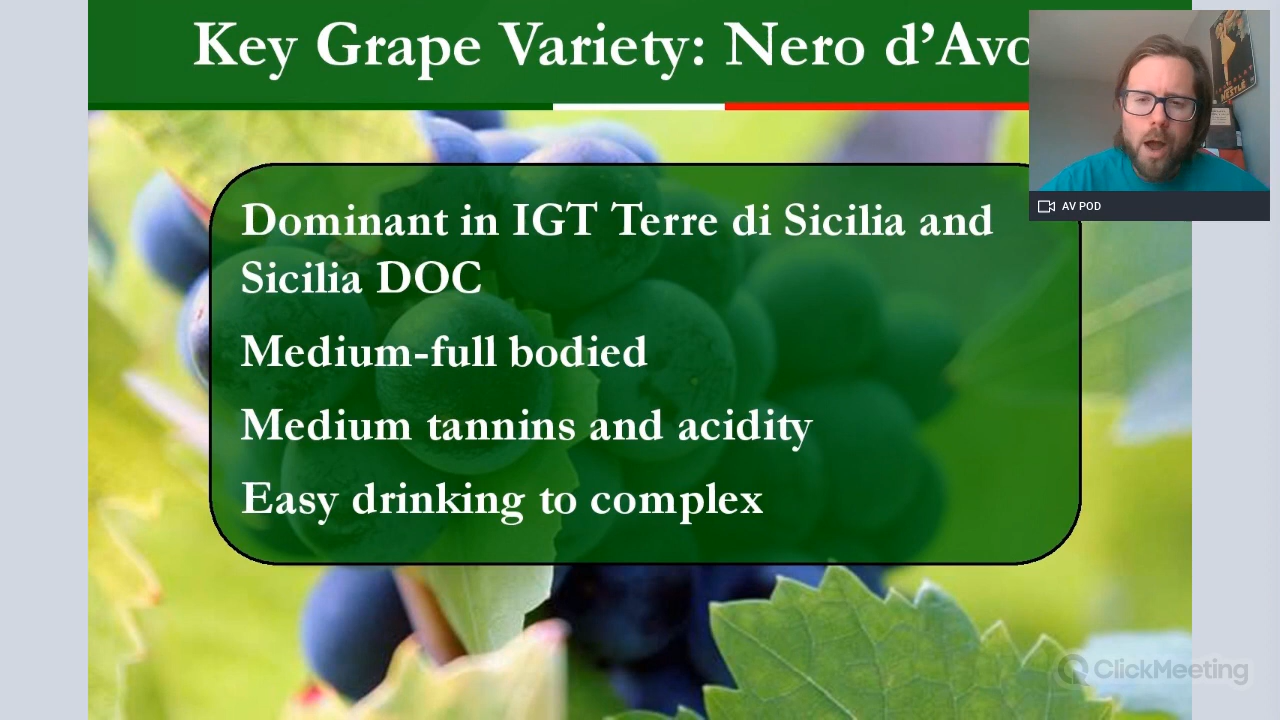 Key Grape Variety: Nero d’Avo
NESTLÉ
AV POD
Dominant in IGT Terre di Sicilia and
Sicilia DOC
Medium-full bodied
Medium tannins and acidity
Easy drinking to complex
ClickMeeting